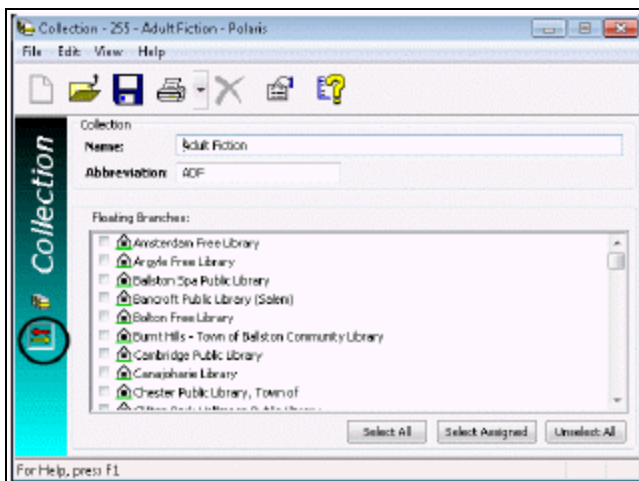 Collection - 255 - Adult Fiction - Polaris
File Edit View Help
Collection
Collection
Name: Adult Fiction
Abbreviation: ADF
Floating Branches:
Amsterdam Free Library
Argyle Free Library
Ballston Spa Public Library
Bancroft Public Library (Salem)
Bolton Free Library
Burnt Hills - Town of Ballston Community Library
Cambridge Public Library
Canajoharie Library
Chester Public Library, Town of
Select All Select Assigned Unselect All
For Help, press F1